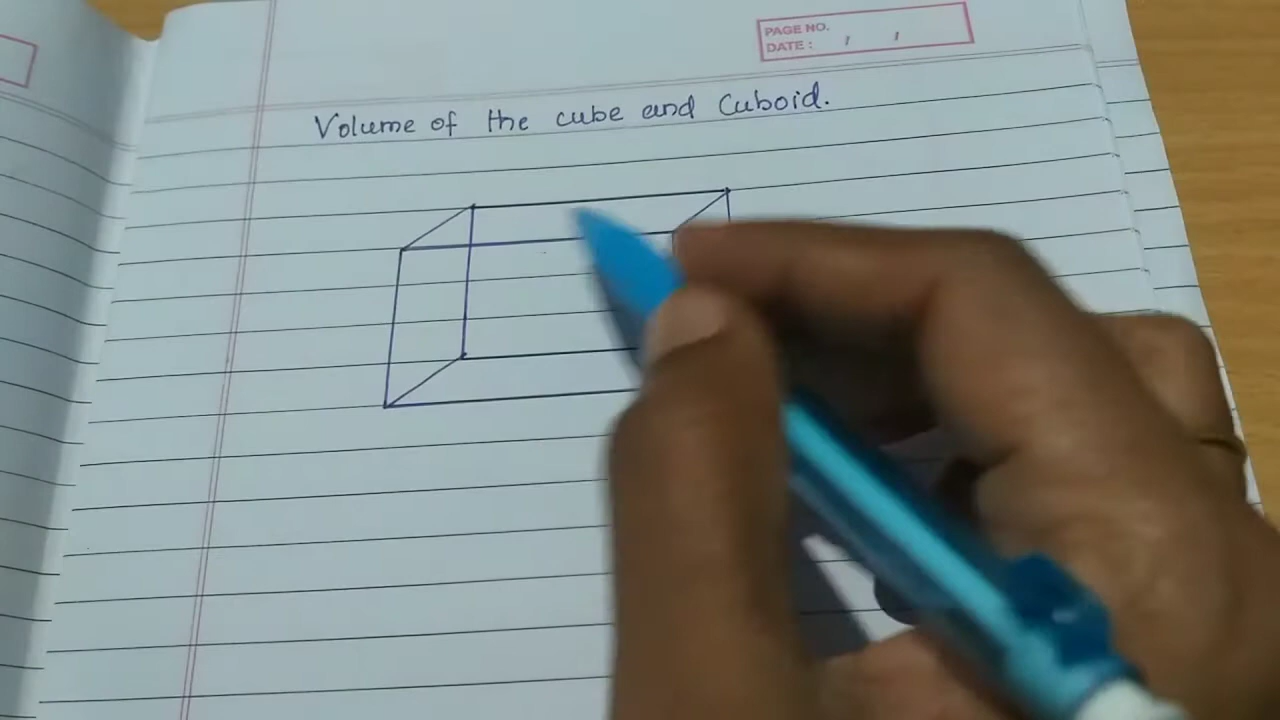 PAGE NO.
DATE : / /
Volume of the cube and Cuboid.